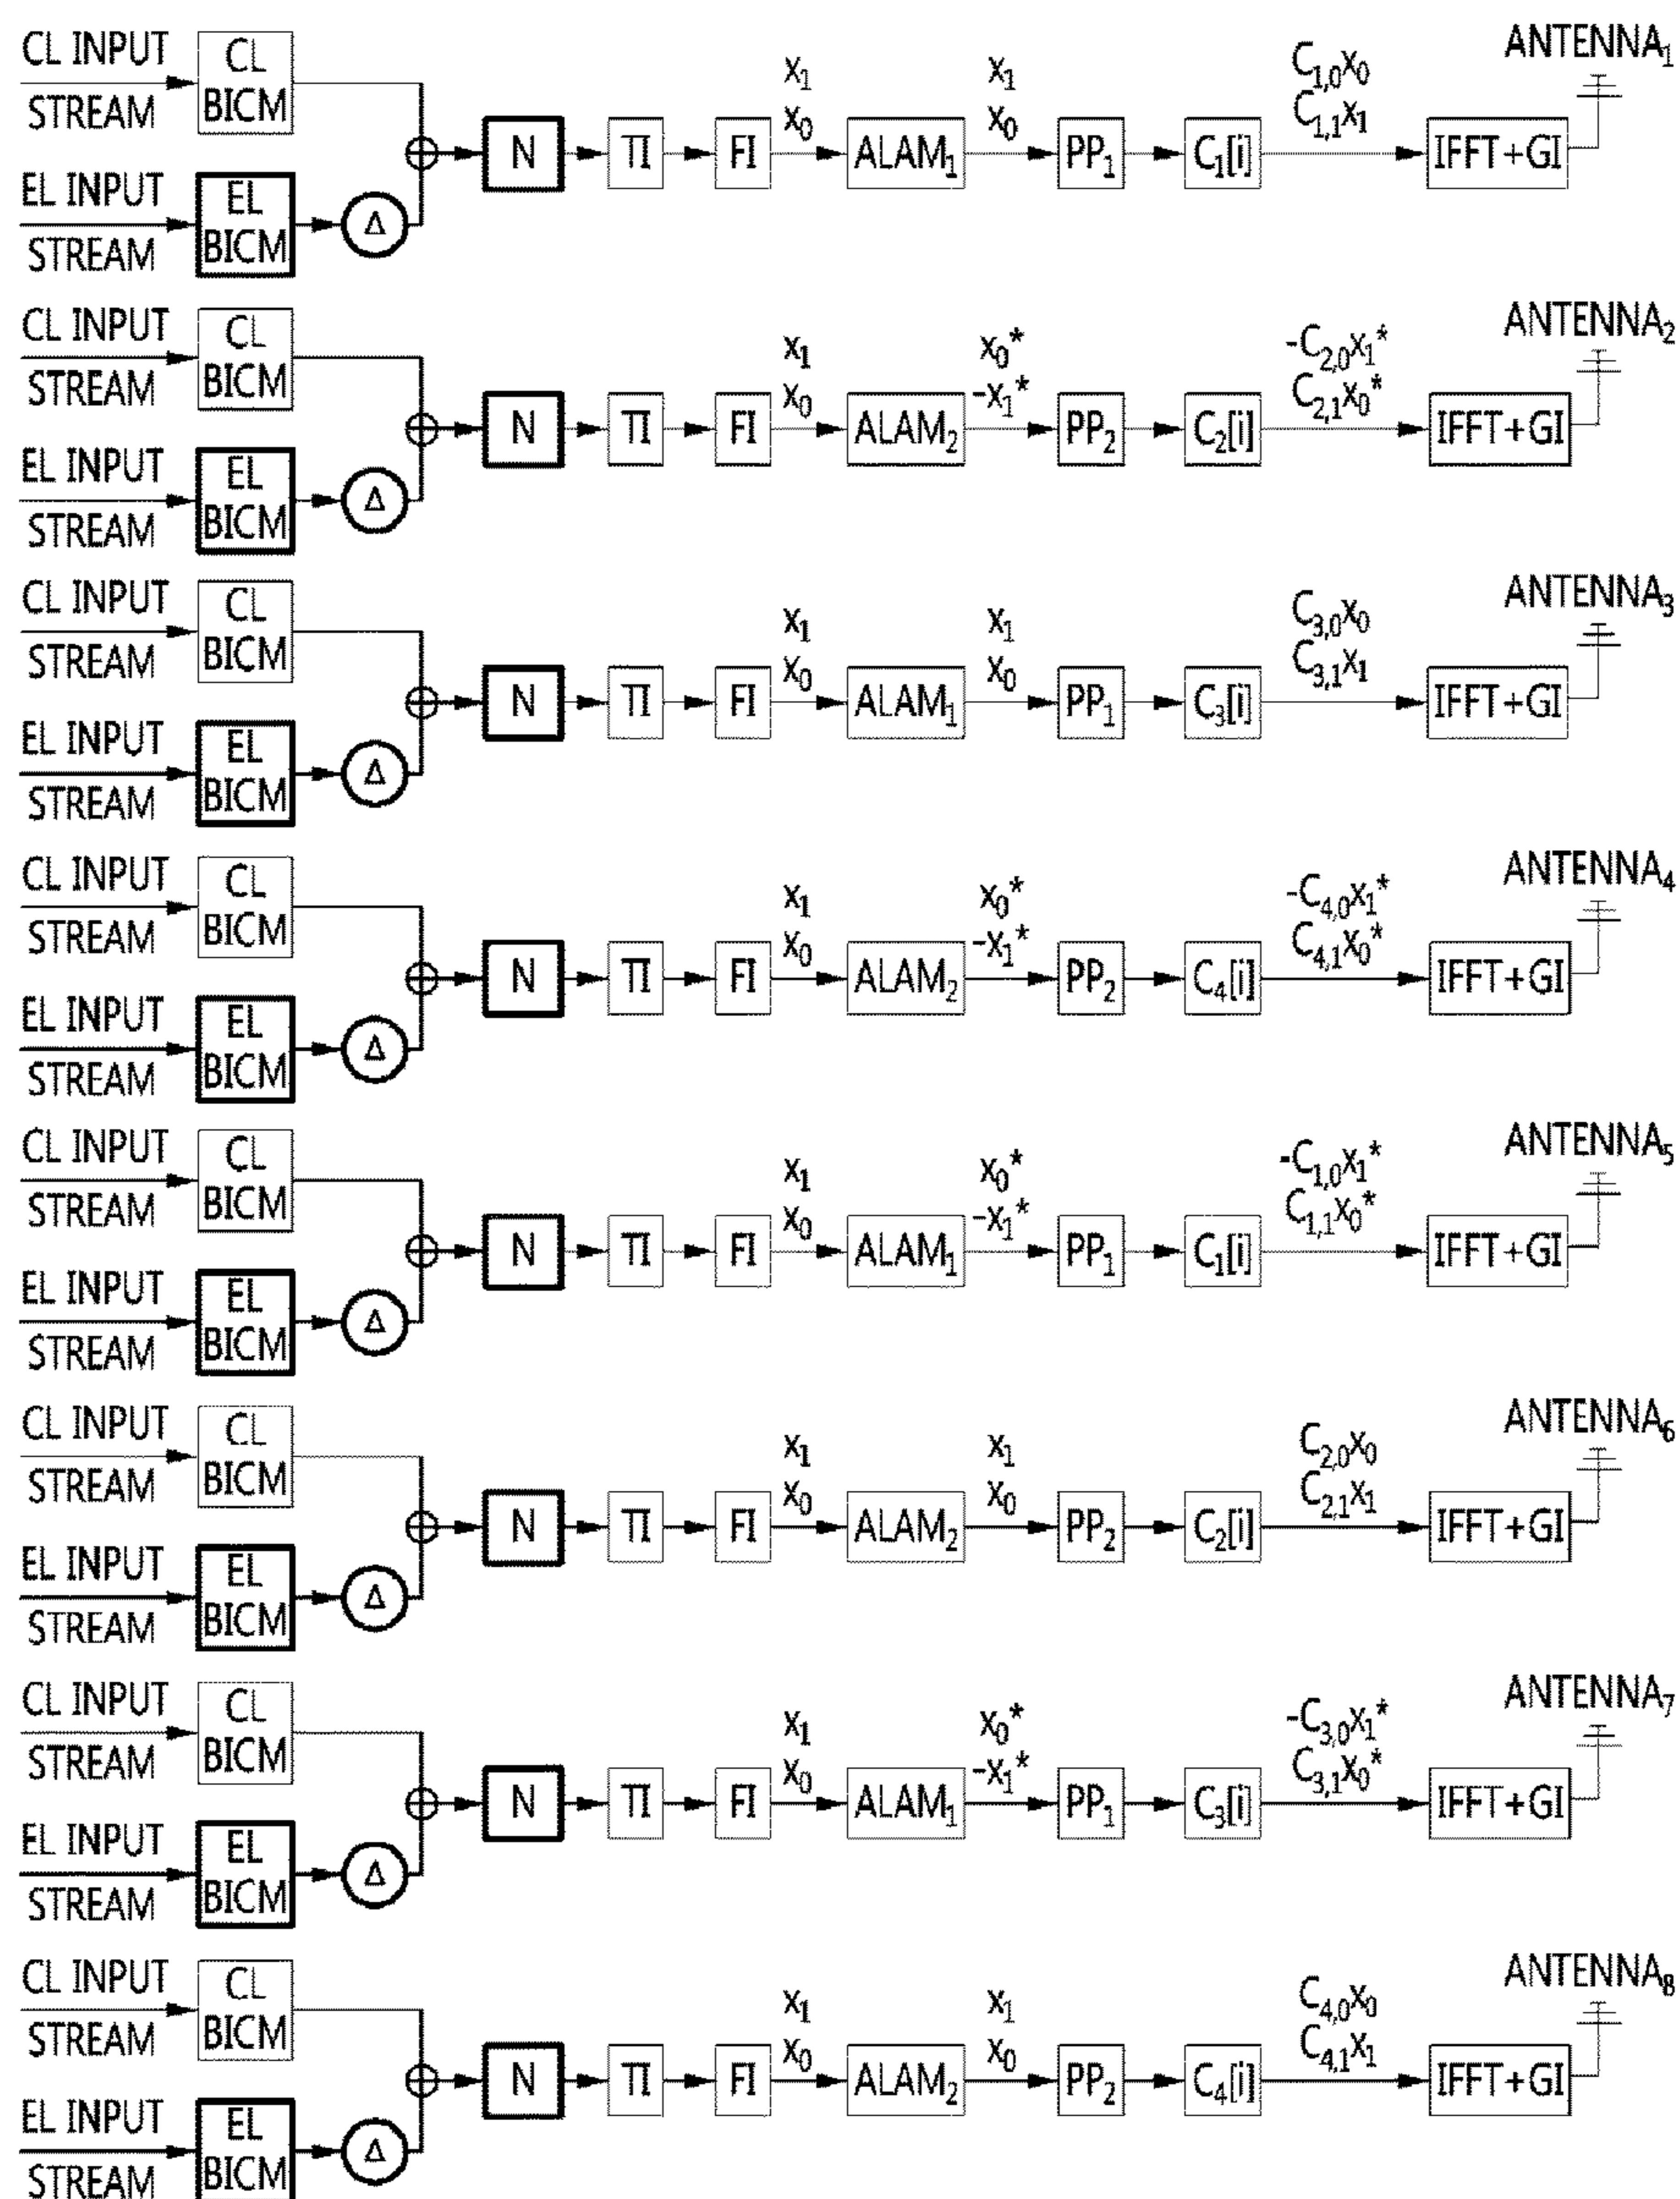 CL INPUT STREAM
CL BICM
EL INPUT STREAM
EL BICM
Δ
N
TI
FI
x₁
x₀
ALAM₁
x₁
x₀
PP₁
C₁[i]
C₁,₀x₀
C₁,₁x₁
IFFT+GI
ANTENNA₁
CL INPUT STREAM
CL BICM
EL INPUT STREAM
EL BICM
Δ
N
TI
FI
x₁
x₀
ALAM₂
x₀*
-x₁*
PP₂
C₂[i]
-C₂,₀x₁*
C₂,₁x₀*
IFFT+GI
ANTENNA₂
CL INPUT STREAM
CL BICM
EL INPUT STREAM
EL BICM
Δ
N
TI
FI
x₁
x₀
ALAM₁
x₁
x₀
PP₁
C₃[i]
C₃,₀x₀
C₃,₁x₁
IFFT+GI
ANTENNA₃
CL INPUT STREAM
CL BICM
EL INPUT STREAM
EL BICM
Δ
N
TI
FI
x₁
x₀
ALAM₂
x₀*
-x₁*
PP₂
C₄[i]
-C₄,₀x₁*
C₄,₁x₀*
IFFT+GI
ANTENNA₄
CL INPUT STREAM
CL BICM
EL INPUT STREAM
EL BICM
Δ
N
TI
FI
x₁
x₀
ALAM₁
x₀*
-x₁*
PP₁
C₁[i]
-C₁,₀x₁*
C₁,₁x₀*
IFFT+GI
ANTENNA₅
CL INPUT STREAM
CL BICM
EL INPUT STREAM
EL BICM
Δ
N
TI
FI
x₁
x₀
ALAM₂
x₁
x₀
PP₂
C₂[i]
C₂,₀x₀
C₂,₁x₁
IFFT+GI
ANTENNA₆
CL INPUT STREAM
CL BICM
EL INPUT STREAM
EL BICM
Δ
N
TI
FI
x₁
x₀
ALAM₁
x₀*
-x₁*
PP₁
C₃[i]
-C₃,₀x₁*
C₃,₁x₀*
IFFT+GI
ANTENNA₇
CL INPUT STREAM
CL BICM
EL INPUT STREAM
EL BICM
Δ
N
TI
FI
x₁
x₀
ALAM₂
x₁
x₀
PP₂
C₄[i]
C₄,₀x₀
C₄,₁x₁
IFFT+GI
ANTENNA₈